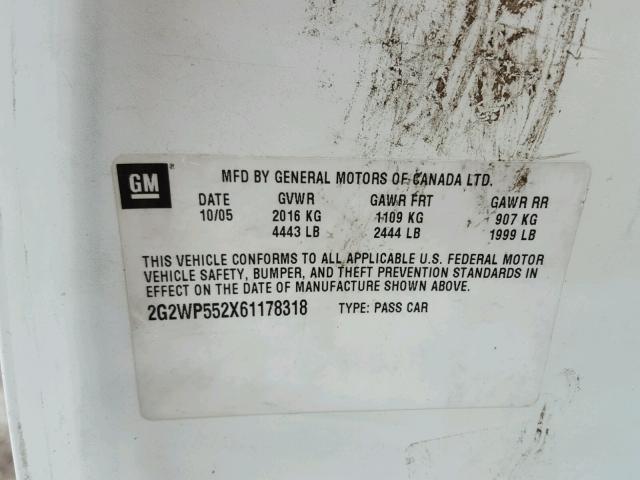 GM
®
MFD BY GENERAL MOTORS OF CANADA LTD.
DATE GVWR GAWR FRT GAWR RR
10/05 2016 KG 1109 KG 907 KG
4443 LB 2444 LB 1999 LB
THIS VEHICLE CONFORMS TO ALL APPLICABLE U.S. FEDERAL MOTOR
VEHICLE SAFETY, BUMPER, AND THEFT PREVENTION STANDARDS IN
EFFECT ON THE DATE OF MANUFACTURE SHOWN ABOVE.
2G2WP552X61178318 TYPE: PASS CAR